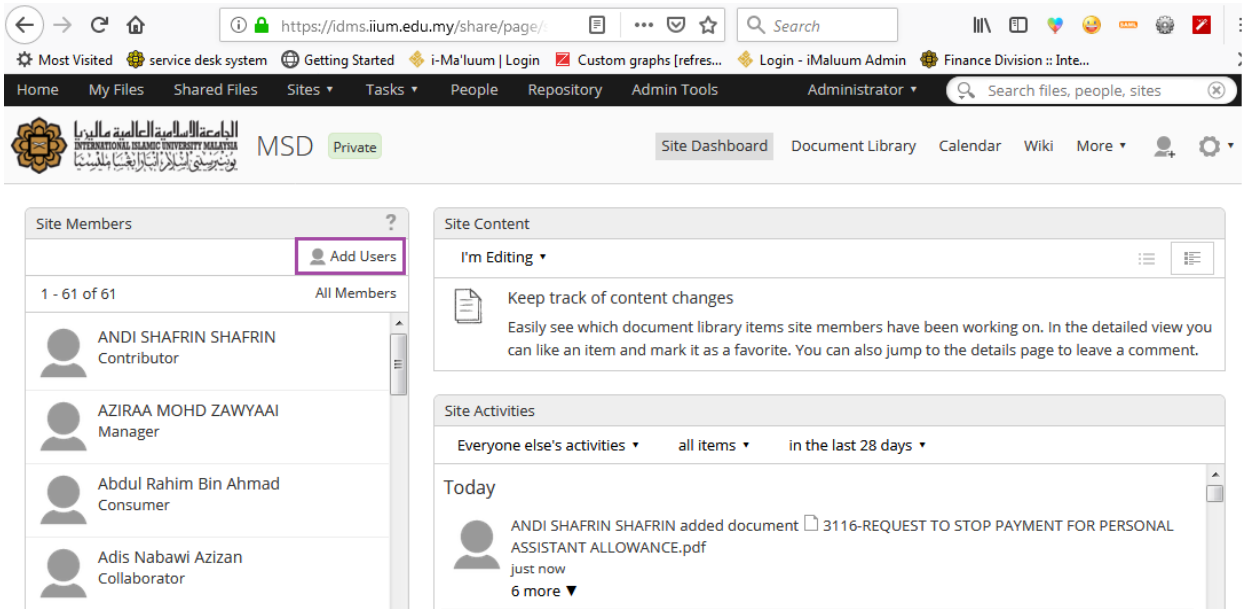 https://idms.iium.edu.my/share/page/s
Search
Most Visited service desk system Getting Started i-Ma'luum | Login Custom graphs [refres... Login - iMaluum Admin Finance Division :: Inte...
Home My Files Shared Files Sites Tasks People Repository Admin Tools Administrator Search files, people, sites
الجامعة الإسلامية العالمية ماليزيا
INTERNATIONAL ISLAMIC UNIVERSITY MALAYSIA
MSD Private Site Dashboard Document Library Calendar Wiki More
Site Members ?
Add Users
1 - 61 of 61 All Members
ANDI SHAFRIN SHAFRIN
Contributor
AZIRAA MOHD ZAWYAAI
Manager
Abdul Rahim Bin Ahmad
Consumer
Adis Nabawi Azizan
Collaborator
Site Content
I'm Editing
Keep track of content changes
Easily see which document library items site members have been working on. In the detailed view you
can like an item and mark it as a favorite. You can also jump to the details page to leave a comment.
Site Activities
Everyone else's activities all items in the last 28 days
Today
ANDI SHAFRIN SHAFRIN added document 3116-REQUEST TO STOP PAYMENT FOR PERSONAL
ASSISTANT ALLOWANCE.pdf
just now
6 more